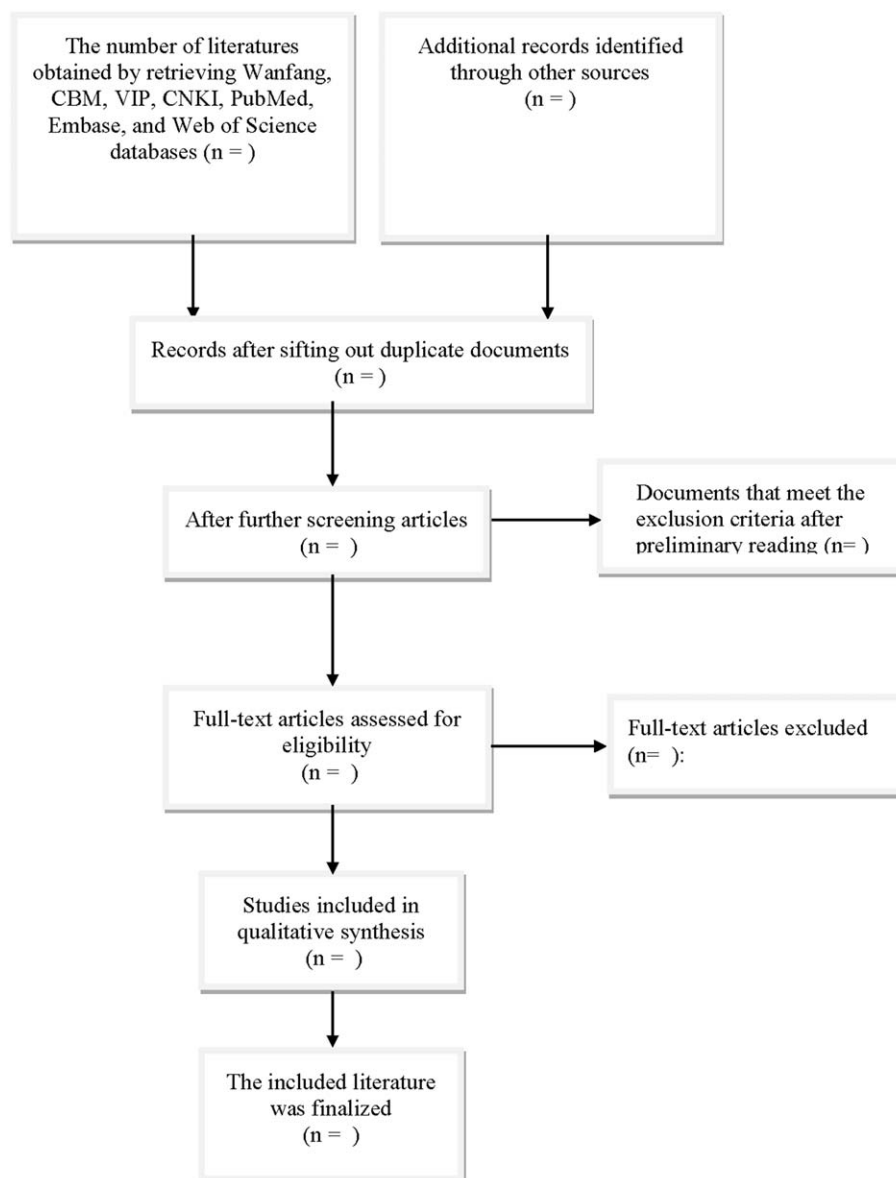 The number of literatures
obtained by retrieving Wanfang,
CBM, VIP, CNKI, PubMed,
Embase, and Web of Science
databases (n = )
Additional records identified
through other sources
(n = )
Records after sifting out duplicate documents
(n = )
After further screening articles
(n =  )
Documents that meet the
exclusion criteria after
preliminary reading (n= )
Full-text articles assessed for
eligibility
(n =  )
Full-text articles excluded
(n=  ):
Studies included in
qualitative synthesis
(n =  )
The included literature
was finalized
(n =  )